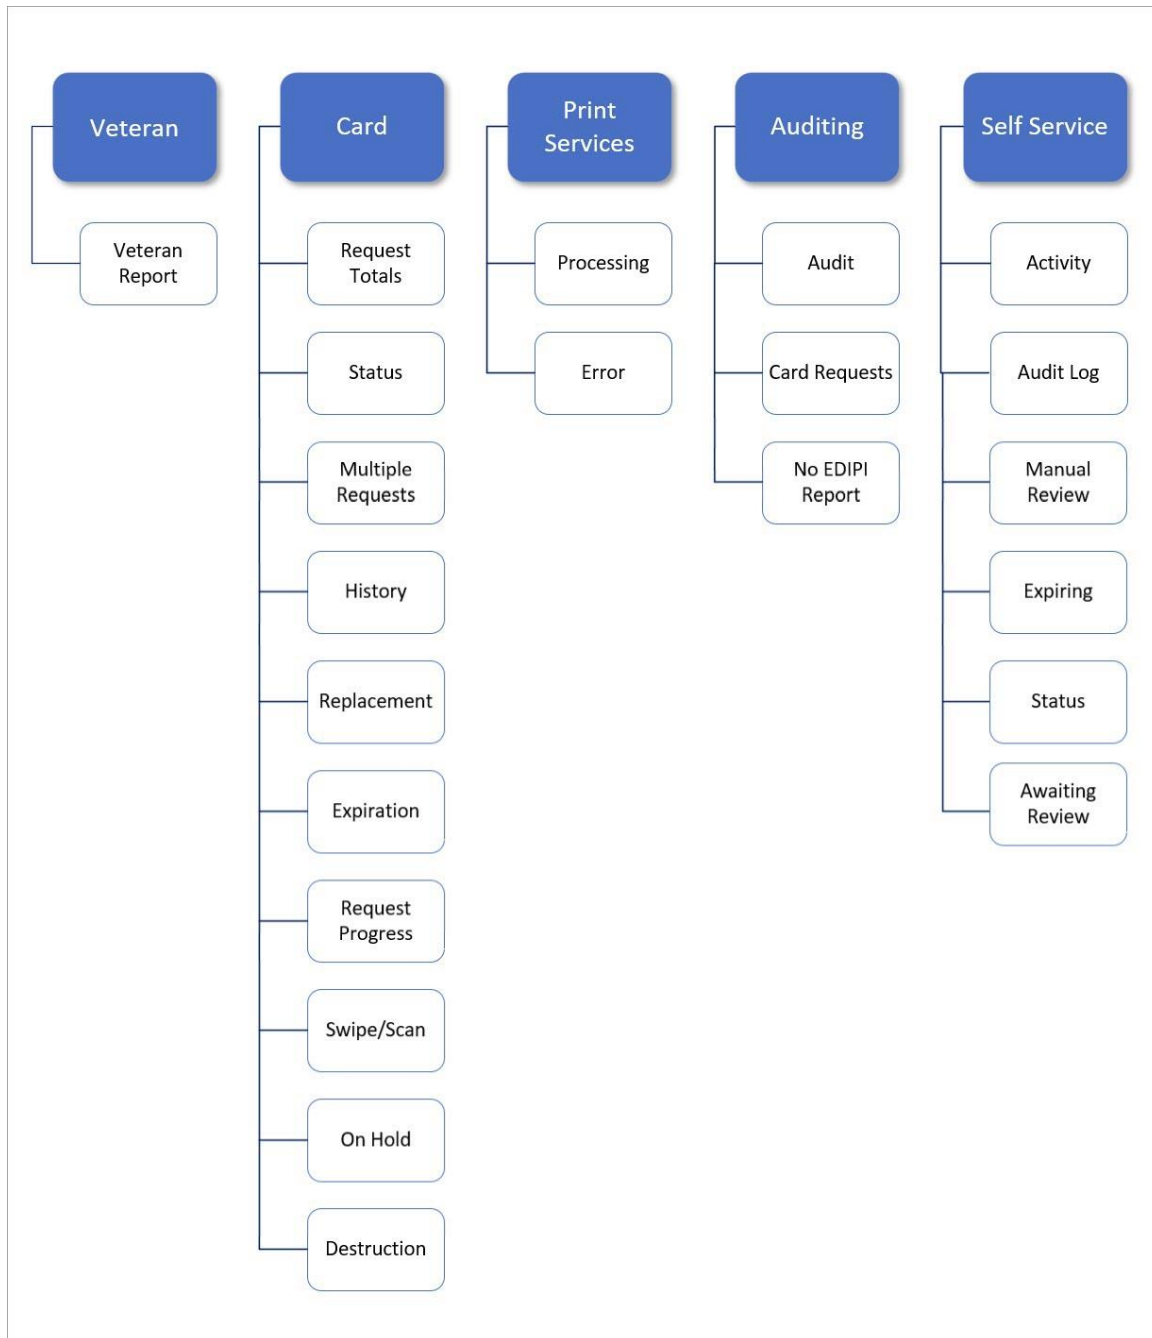 Veteran
Veteran
Report
Card
Request
Totals
Status
Multiple
Requests
History
Replacement
Expiration
Request
Progress
Swipe/Scan
On Hold
Destruction
Print
Services
Processing
Error
Auditing
Audit
Card Requests
No EDIPI
Report
Self Service
Activity
Audit Log
Manual
Review
Expiring
Status
Awaiting
Review